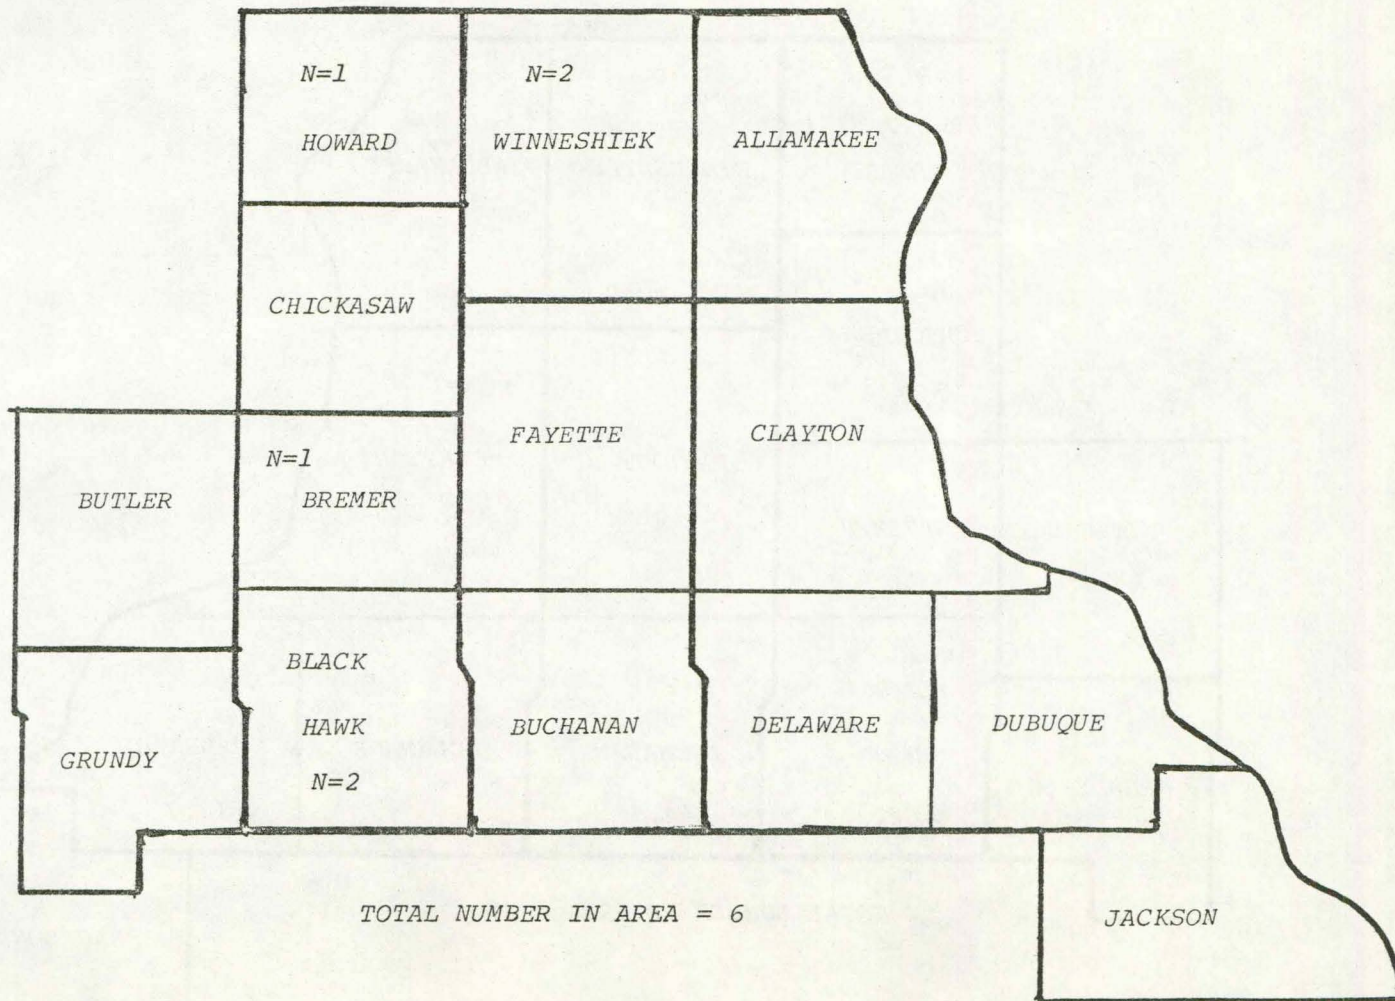 N=1
HOWARD
N=2
WINNESHIEK
ALLAMAKEE
CHICKASAW
FAYETTE
CLAYTON
BUTLER
N=1
BREMER
BLACK
HAWK
N=2
GRUNDY
BUCHANAN
DELAWARE
DUBUQUE
TOTAL NUMBER IN AREA = 6
JACKSON